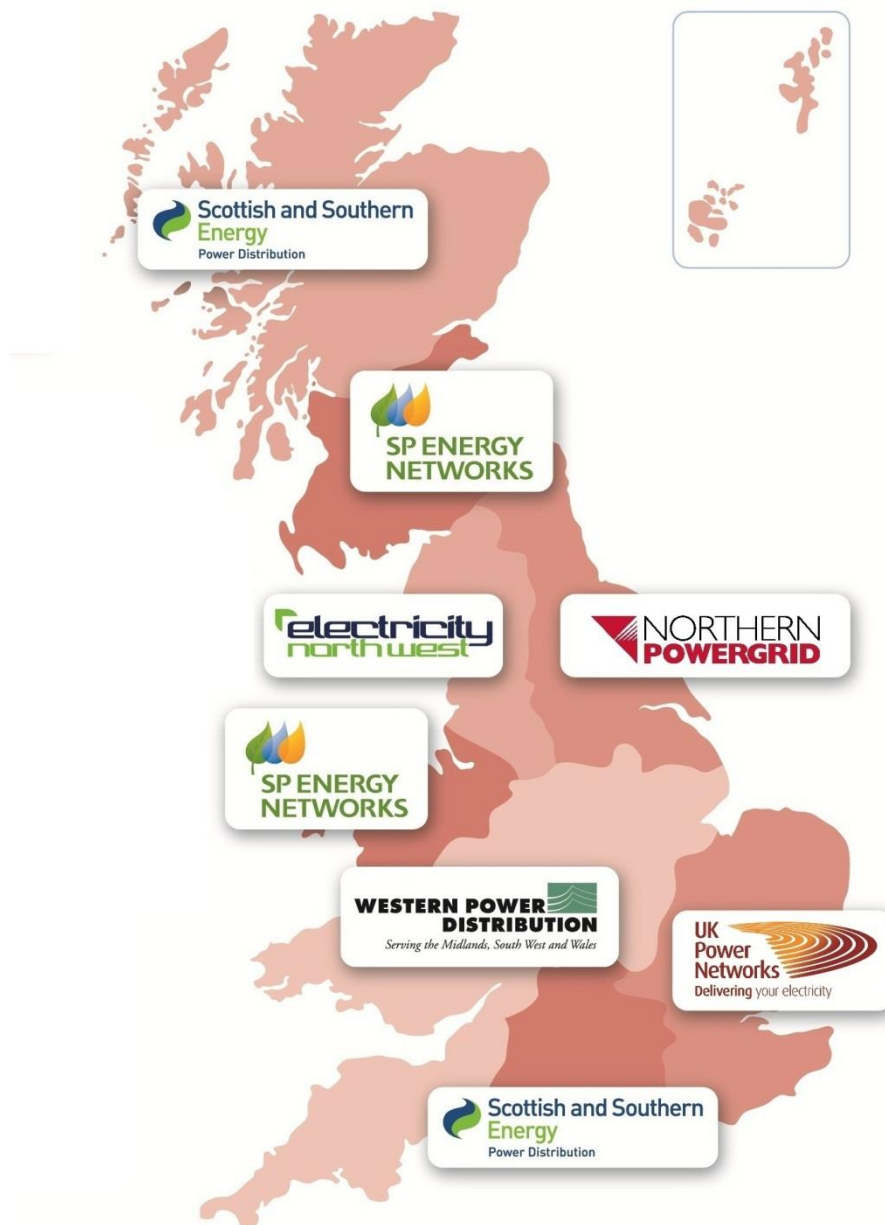 Scottish and Southern
Energy
Power Distribution
SP ENERGY
NETWORKS
electricity
north west
NORTHERN
POWERGRID
SP ENERGY
NETWORKS
WESTERN POWER
DISTRIBUTION
Serving the Midlands, South West and Wales
UK
Power
Networks
Delivering your electricity
Scottish and Southern
Energy
Power Distribution